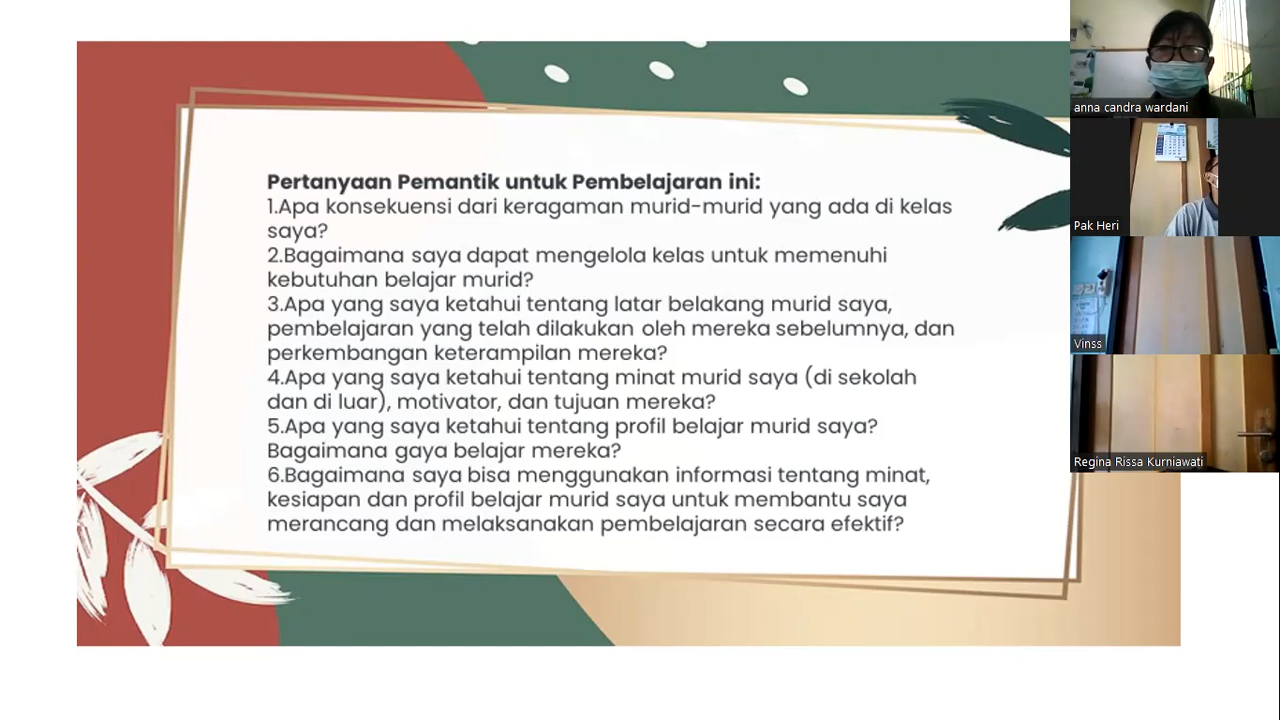 Pertanyaan Pemantik untuk Pembelajaran ini:
1.Apa konsekuensi dari keragaman murid-murid yang ada di kelas
saya?
2.Bagaimana saya dapat mengelola kelas untuk memenuhi
kebutuhan belajar murid?
3.Apa yang saya ketahui tentang latar belakang murid saya,
pembelajaran yang telah dilakukan oleh mereka sebelumnya, dan
perkembangan keterampilan mereka?
4.Apa yang saya ketahui tentang minat murid saya (di sekolah
dan di luar), motivator, dan tujuan mereka?
5.Apa yang saya ketahui tentang profil belajar murid saya?
Bagaimana gaya belajar mereka?
6.Bagaimana saya bisa menggunakan informasi tentang minat,
kesiapan dan profil belajar murid saya untuk membantu saya
merancang dan melaksanakan pembelajaran secara efektif?
anna candra wardani
Pak Heri
Vinss
Regina Rissa Kurniawati